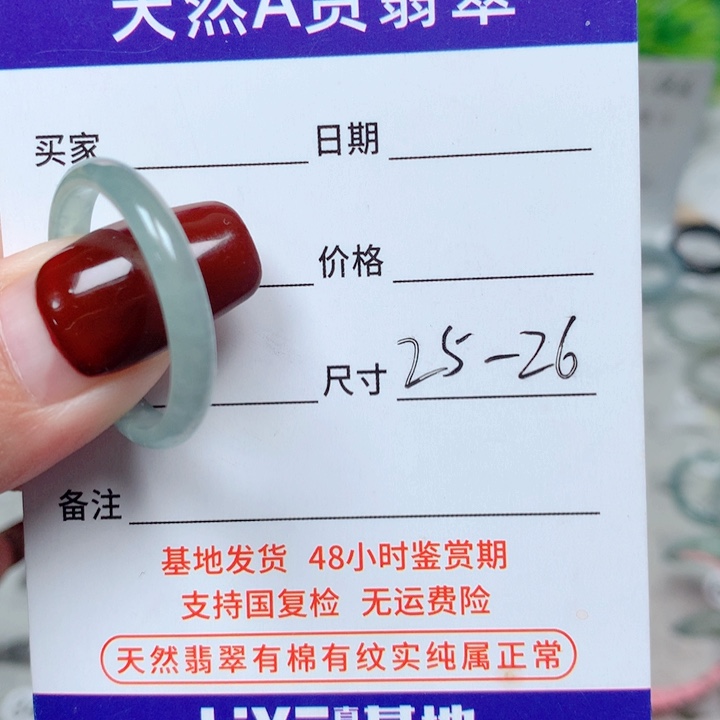 天然A货翡翠
买家 日期
价格
尺寸 25-26
备注
基地发货 48小时鉴赏期
支持国复检 无运费险
天然翡翠有棉有纹实纯属正常